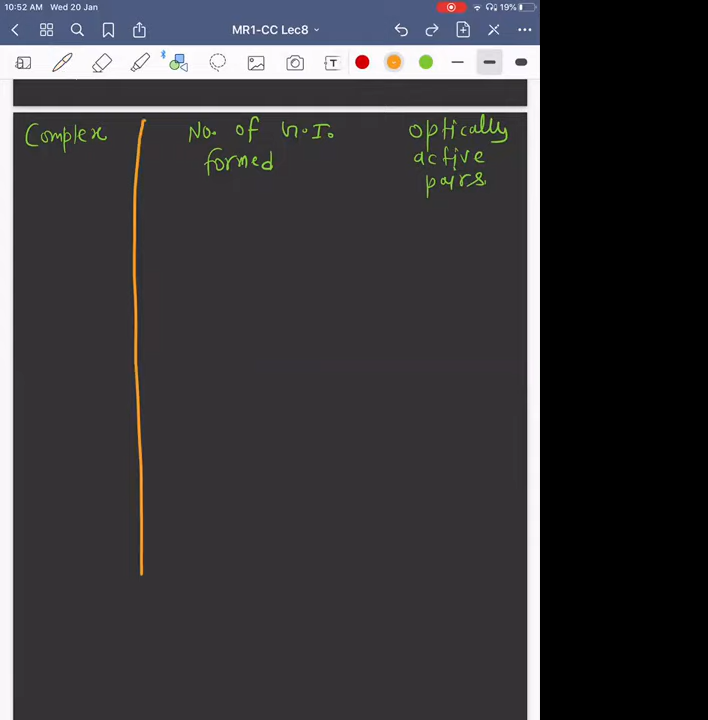 10:52 AM Wed 20 Jan
19%
MR1-CC Lec8
T
Complex No. of G.I. Optically
formed active
pairs